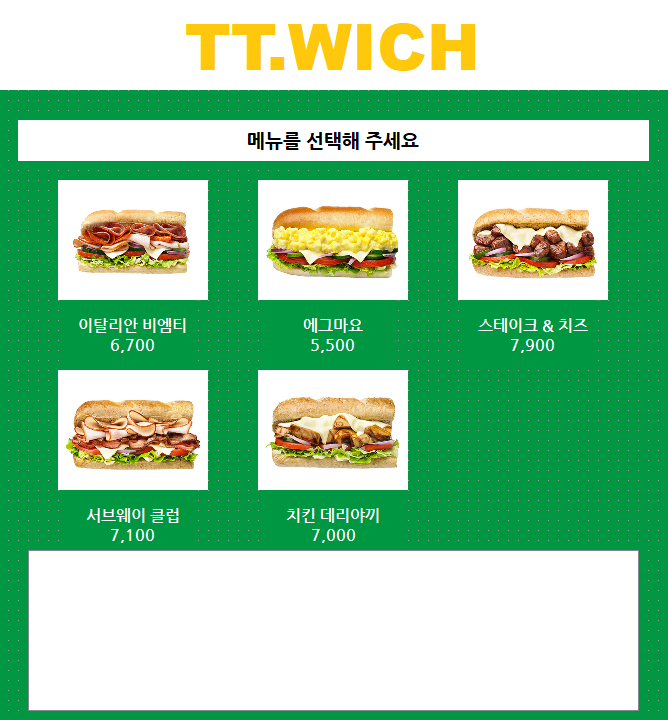 TT.WICH
메뉴를 선택해 주세요
이탈리안 비엠티
6,700
에그마요
5,500
스테이크 & 치즈
7,900
서브웨이 클럽
7,100
치킨 데리야끼
7,000